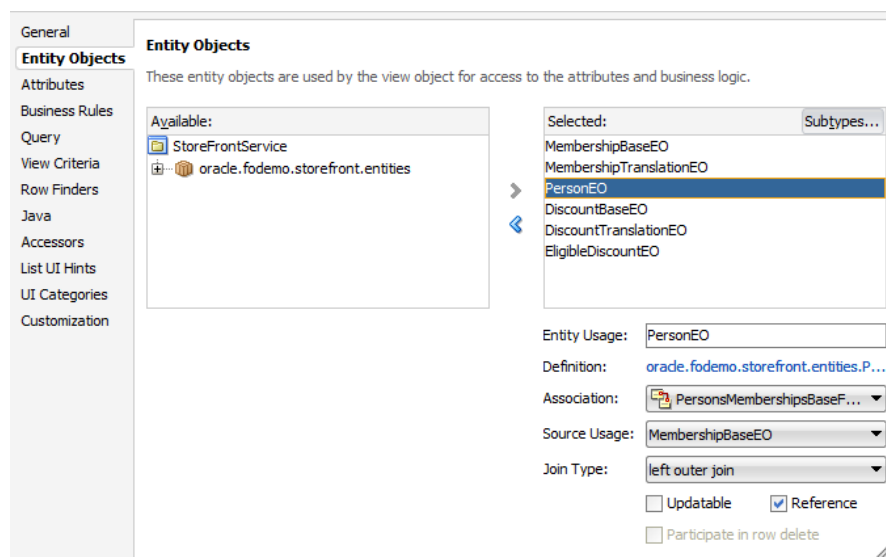 General
Entity Objects
Attributes
Business Rules
Query
View Criteria
Row Finders
Java
Accessors
List UI Hints
UI Categories
Customization
Entity Objects
These entity objects are used by the view object for access to the attributes and business logic.
Available:
StoreFrontService
oracle.fodemo.storefront.entities
Selected:
Subtypes...
MembershipBaseEO
MembershipTranslationEO
PersonEO
DiscountBaseEO
DiscountTranslationEO
EligibleDiscountEO
Entity Usage: PersonEO
Definition: oracle.fodemo.storefront.entities.P...
Association: PersonsMembershipsBaseF...
Source Usage: MembershipBaseEO
Join Type: left outer join
Updatable Reference
Participate in row delete